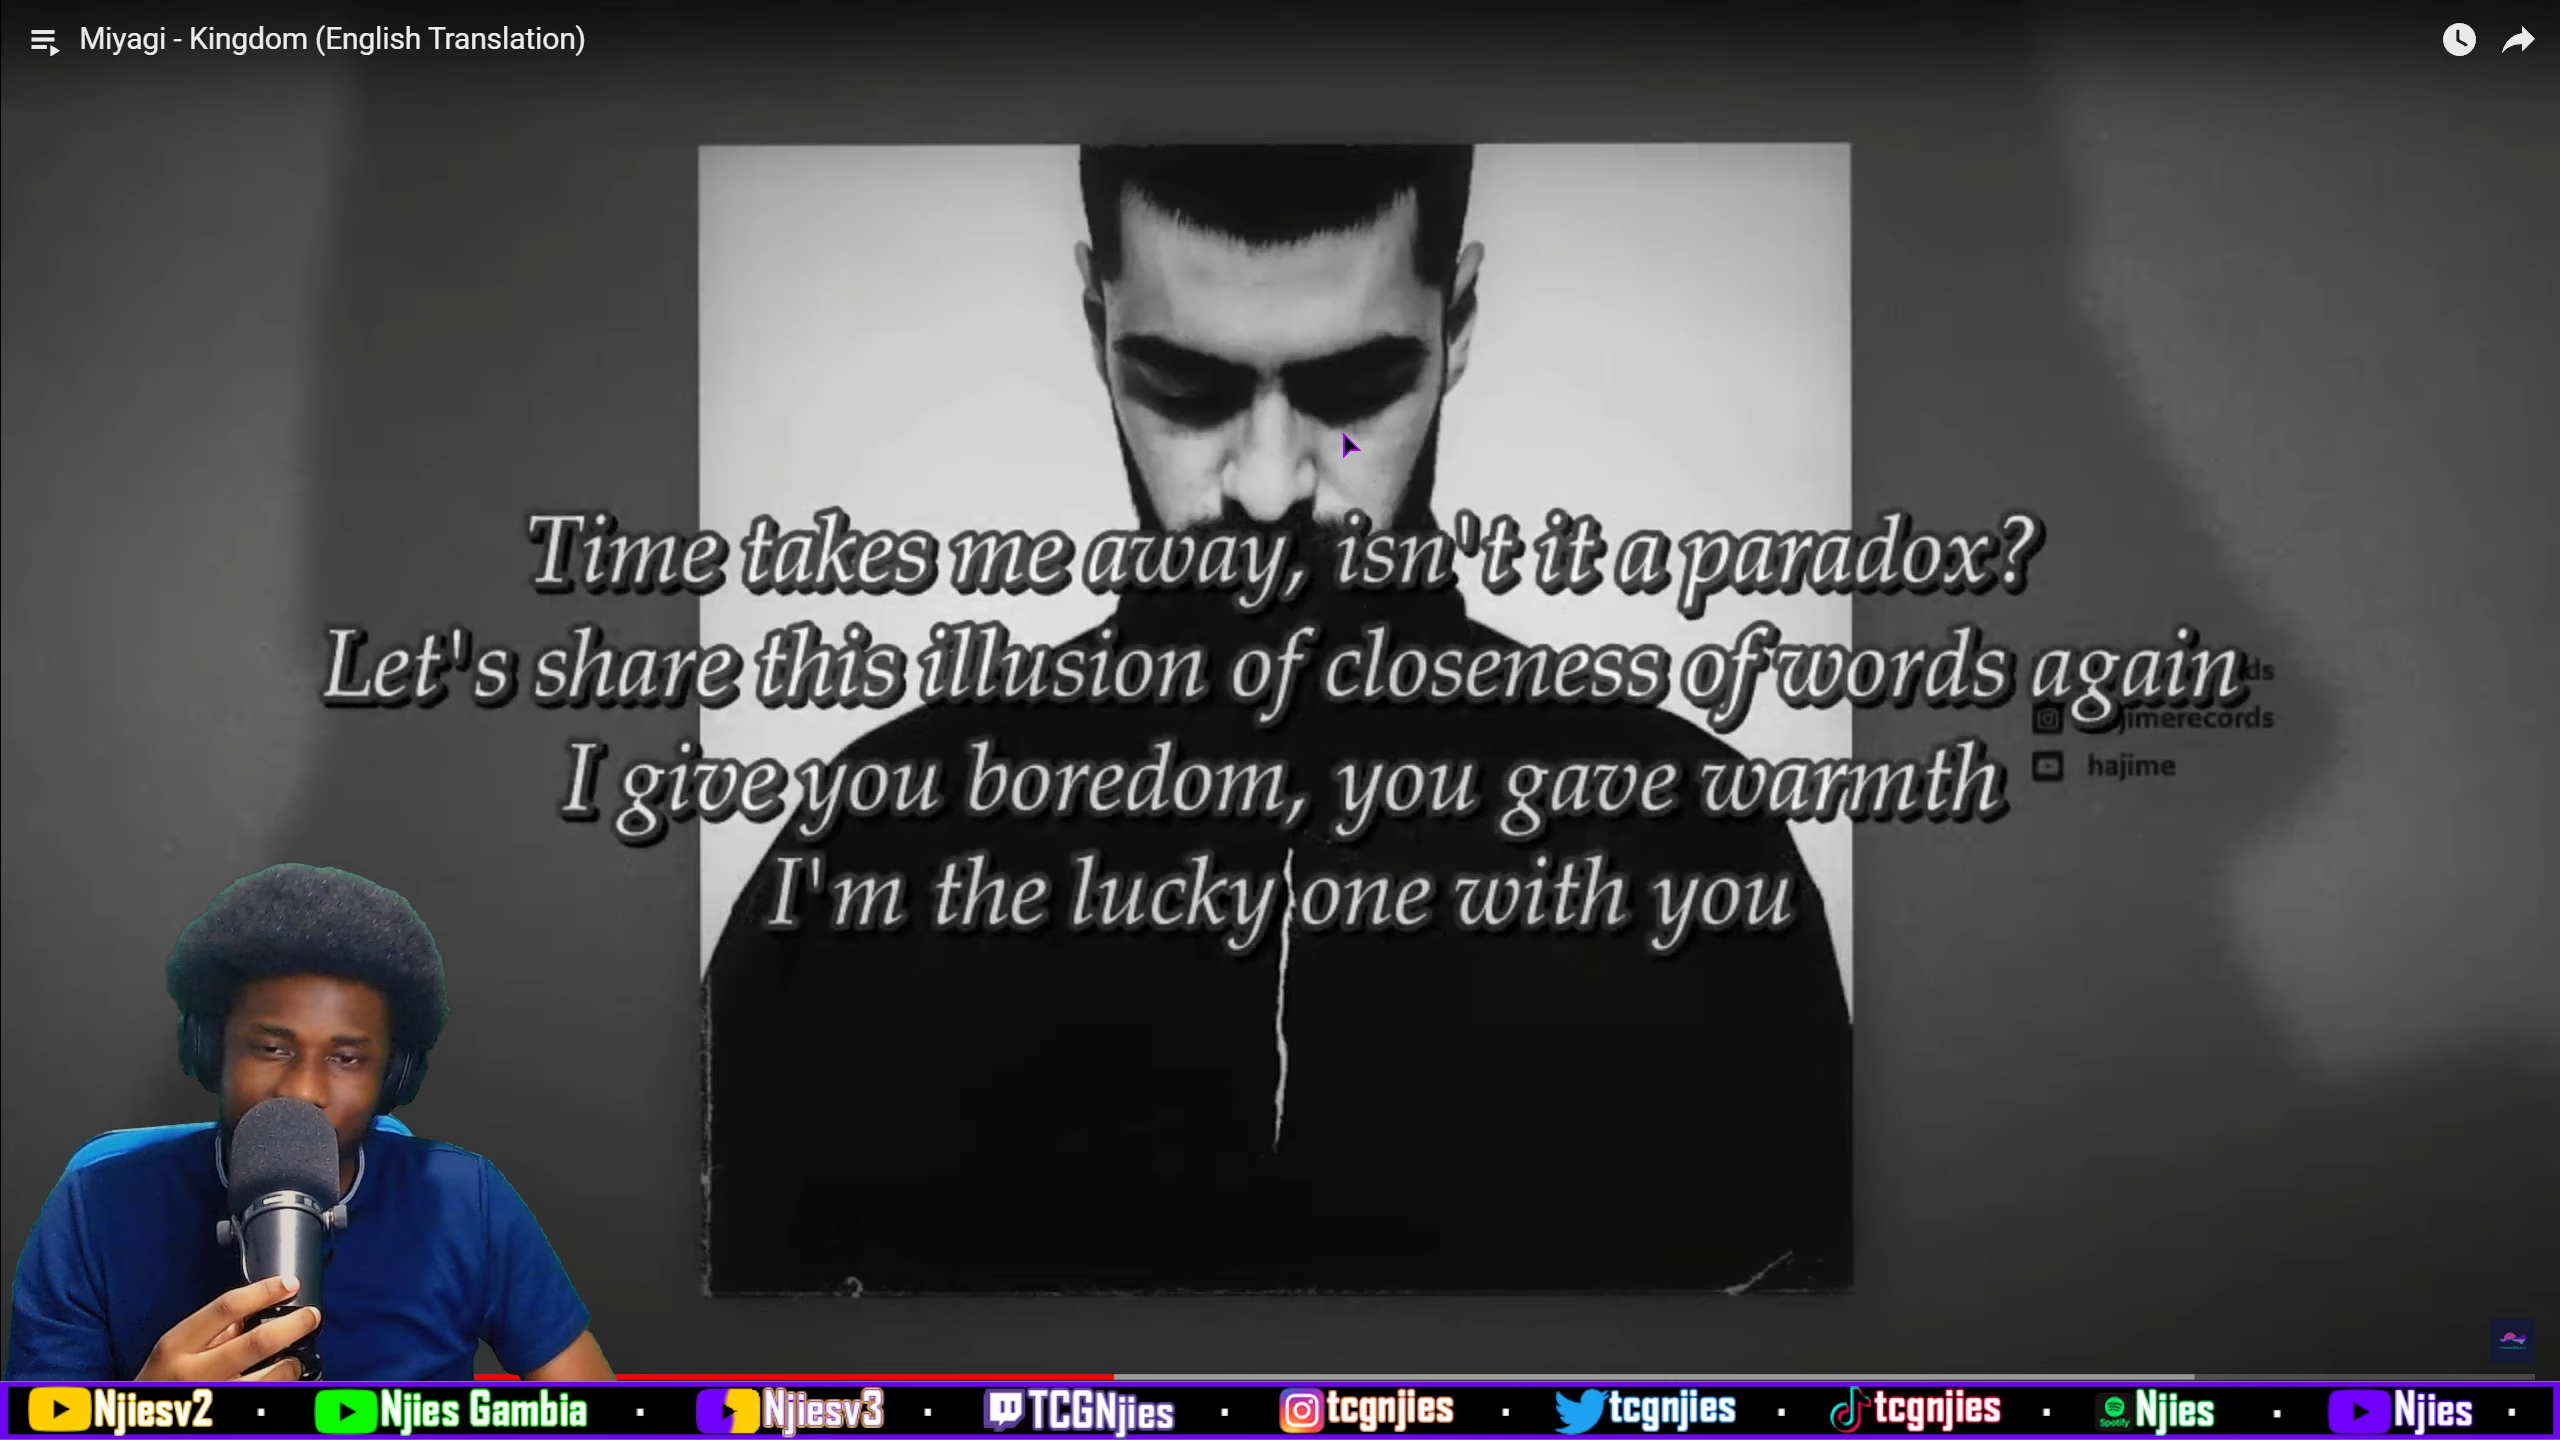 Miyagi - Kingdom (English Translation)
Time takes me away, isn't it a paradox?
Let's share this illusion of closeness of words again
I give you boredom, you gave warmth
hajime
I'm the lucky one with you
Njiesv2 · Njies Gambia · Njiesv3 · TCGNjies · tcgnjies · tcgnjies · tcgnjies · Spotify Njies · Njies ·